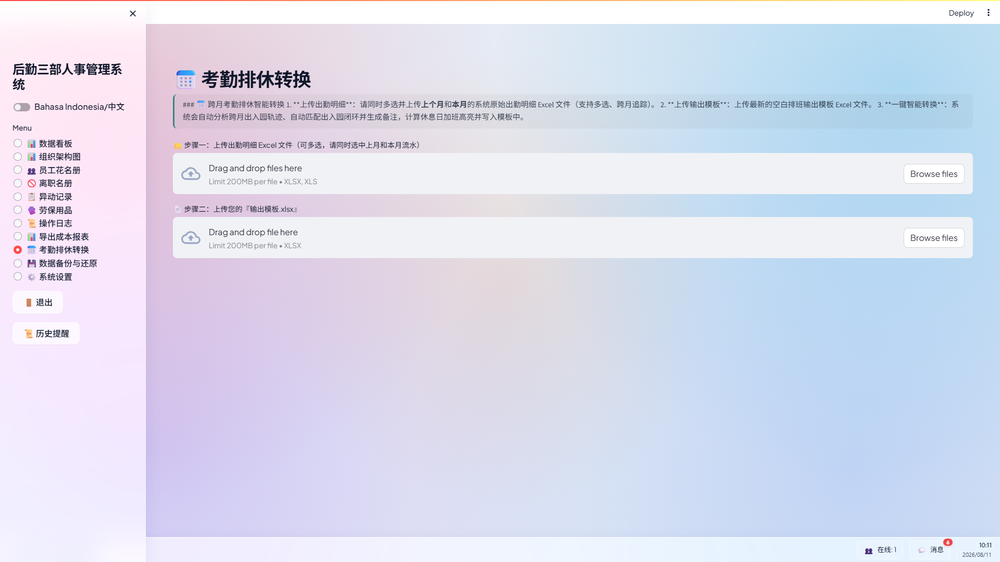 Deploy
后勤三部人事管理系
统
Bahasa Indonesia/中文
Menu
数据看板
组织架构图
员工花名册
离职名册
异动记录
劳保用品
操作日志
导出成本报表
考勤排休转换
数据备份与还原
系统设置
退出
历史提醒
考勤排休转换
### 跨月考勤排休智能转换 1. **上传出勤明细**：请同时多选并上传上个月和本月的系统原始出勤明细 Excel 文件（支持多选、跨月追踪）。 2. **上传输出模板**：上传最新的空白排班输出模板 Excel 文件。 3. **一键智能转换**：系
统会自动分析跨月出入园轨迹、自动匹配出入园闭环并生成备注，计算休息日加班高亮并写入模板中。
步骤一：上传出勤明细 Excel 文件（可多选，请同时选中上月和本月流水）
Drag and drop files here
Limit 200MB per file • XLSX, XLS
Browse files
步骤二：上传您的『输出模板.xlsx』
Drag and drop file here
Limit 200MB per file • XLSX
Browse files
在线: 1
消息
6
10:11
2026/08/11